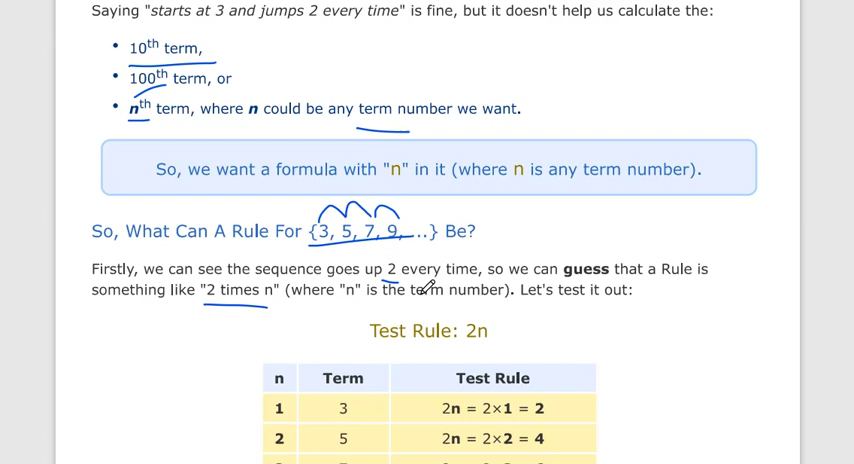 Saying "starts at 3 and jumps 2 every time" is fine, but it doesn't help us calculate the:
• 10th term,
• 100th term, or
• nth term, where n could be any term number we want.
So, we want a formula with "n" in it (where n is any term number).
So, What Can A Rule For {3, 5, 7, 9, ...} Be?
Firstly, we can see the sequence goes up 2 every time, so we can guess that a Rule is
something like "2 times n" (where "n" is the term number). Let's test it out:
Test Rule: 2n
n Term Test Rule
1 3 2n = 2×1 = 2
2 5 2n = 2×2 = 4